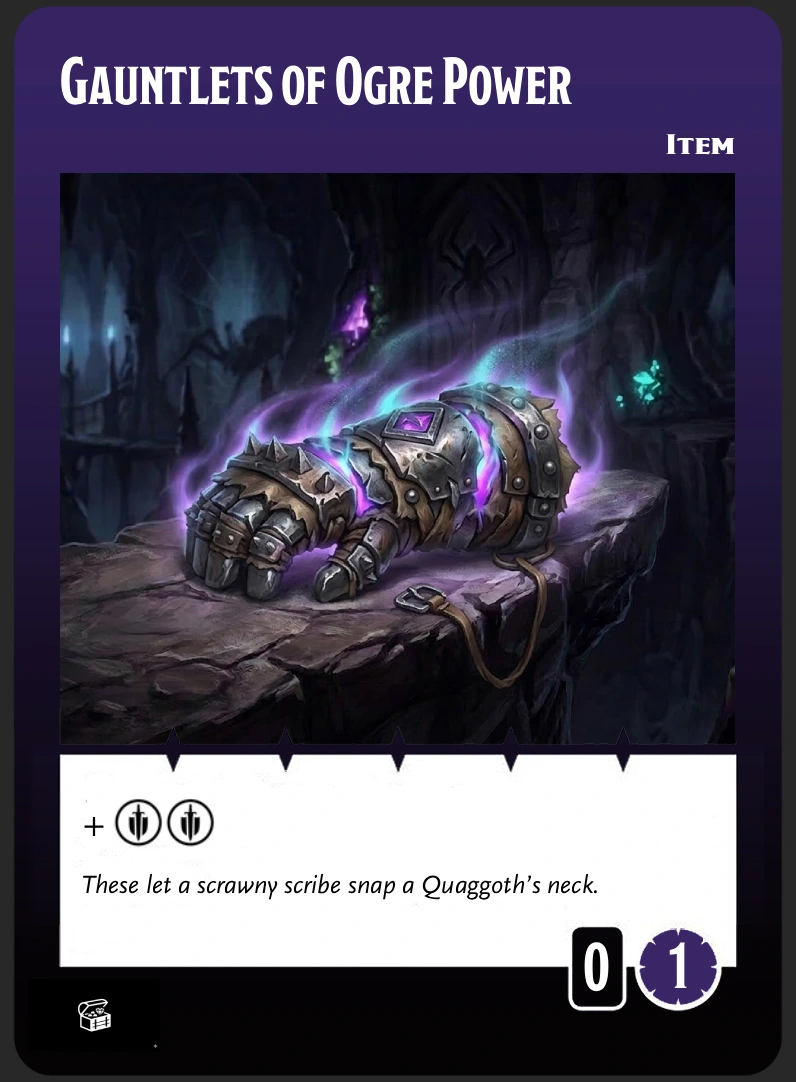 Gauntlets of Ogre Power
Item
+
These let a scrawny scribe snap a Quaggoth's neck.
0 1